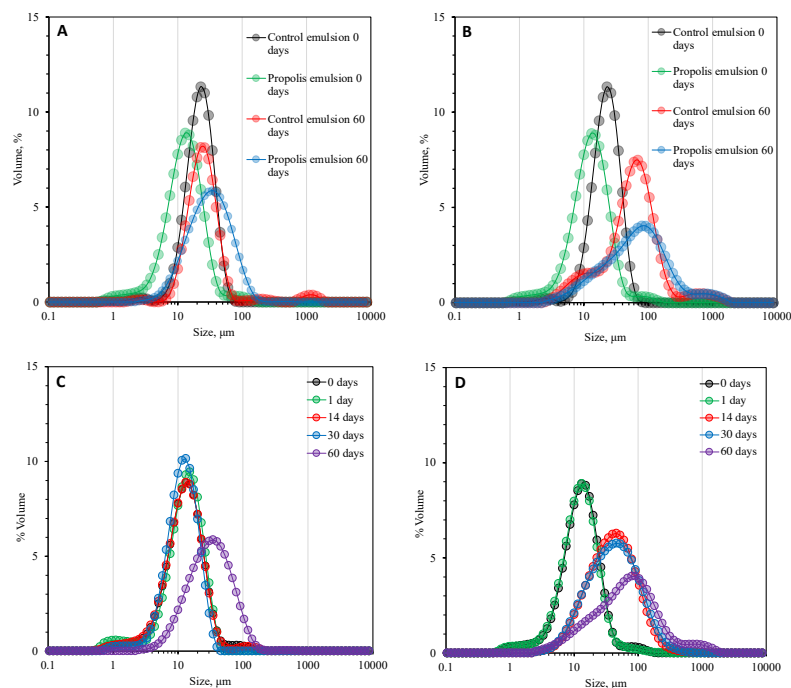 A
15
10
5
0
Volume, %
0.1
1
10
100
1000
10000
Size, μm
Control emulsion 0
days
Propolis emulsion 0
days
Control emulsion 60
days
Propolis emulsion 60
days
B
15
10
5
0
Volume, %
0.1
1
10
100
1000
10000
Size, μm
Control emulsion 0
days
Propolis emulsion 0
days
Control emulsion 60
days
Propolis emulsion 60
days
C
15
10
5
0
% Volume
0.1
1
10
100
1000
10000
Size, μm
0 days
1 day
14 days
30 days
60 days
D
15
10
5
0
% Volume
0.1
1
10
100
1000
10000
Size, μm
0 days
1 day
14 days
30 days
60 days